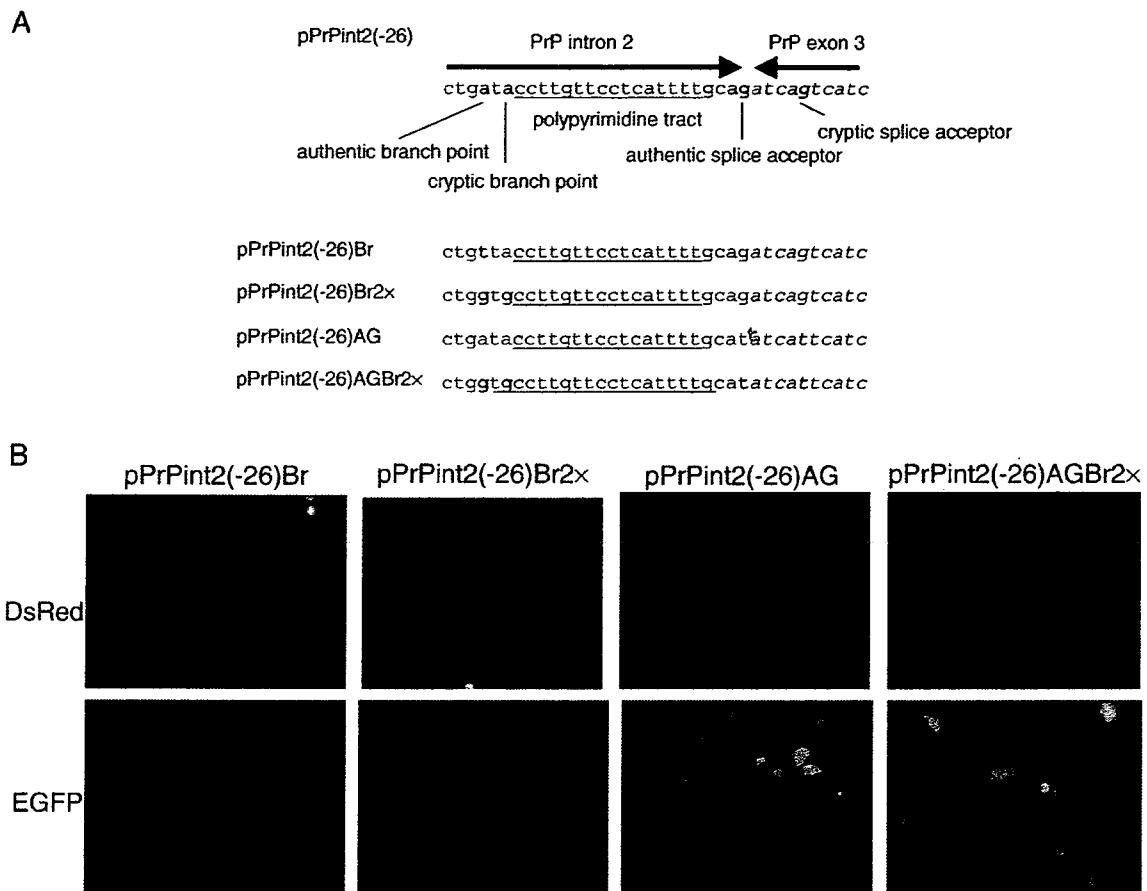 A
pPrPint2(-26)
PrP intron 2
PrP exon 3
ctgataccttgttcctcattttgcagatcagtcatc
polypyrimidine tract
cryptic splice acceptor
authentic branch point
authentic splice acceptor
cryptic branch point
pPrPint2(-26)Br ctgttaccttgttcctcattttgcagatcagtcatc
pPrPint2(-26)Br2× ctggtgccttgttcctcattttgcagatcagtcatc
pPrPint2(-26)AG ctgataccttgttcctcattttgcatatcattcatc
pPrPint2(-26)AGBr2× ctggtgccttgttcctcattttgcatatcattcatc
B
pPrPint2(-26)Br pPrPint2(-26)Br2× pPrPint2(-26)AG pPrPint2(-26)AGBr2×
DsRed
EGFP